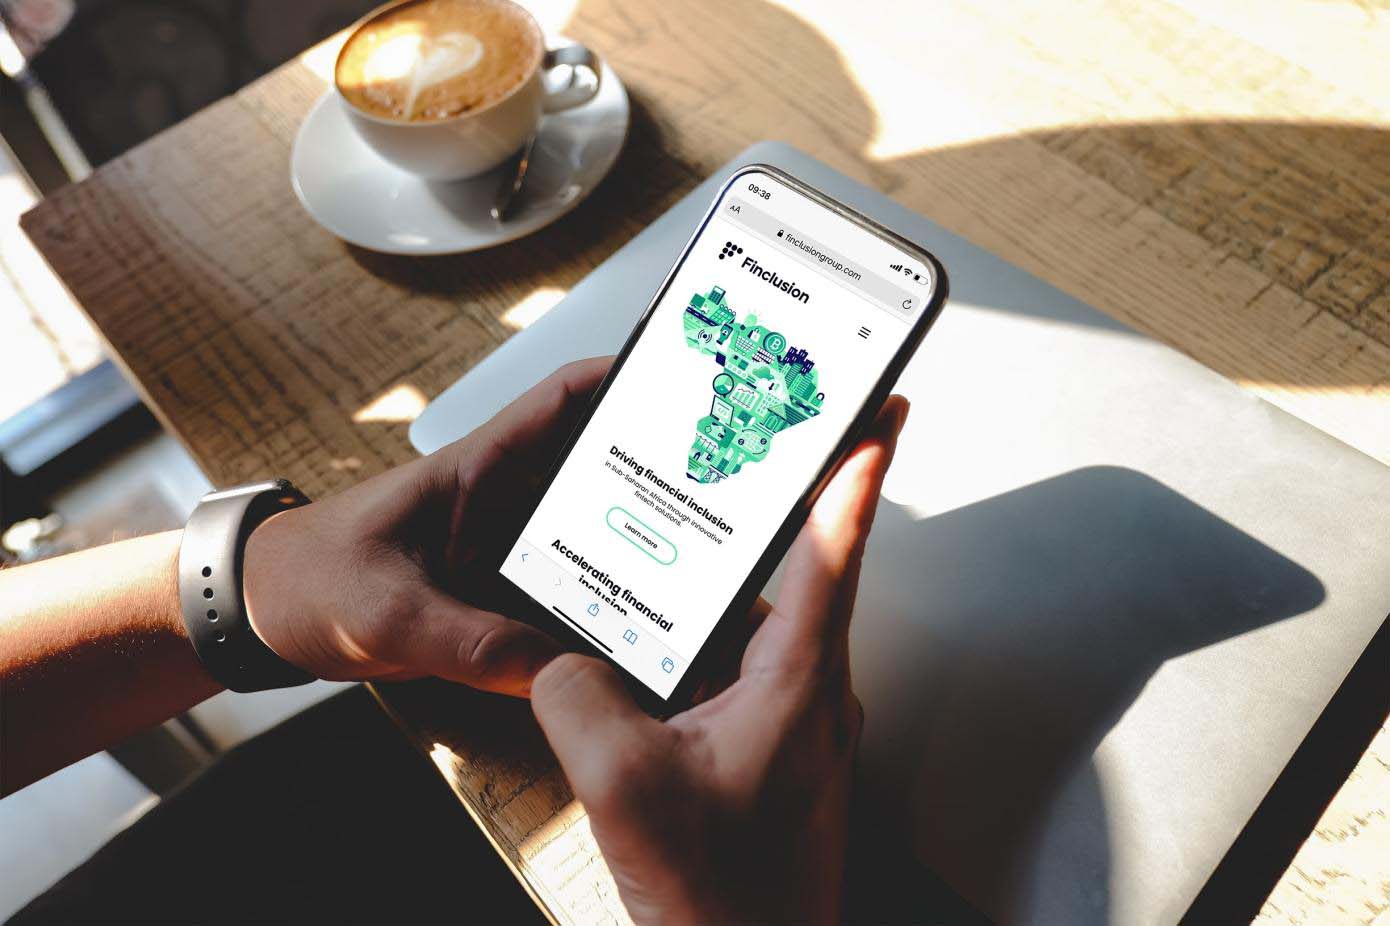 09:38
AA
finclusiongroup.com
Finclusion
Driving financial inclusion
in Sub-Saharan Africa through innovative
fintech solutions.
Learn more
Accelerating financial
inclusion